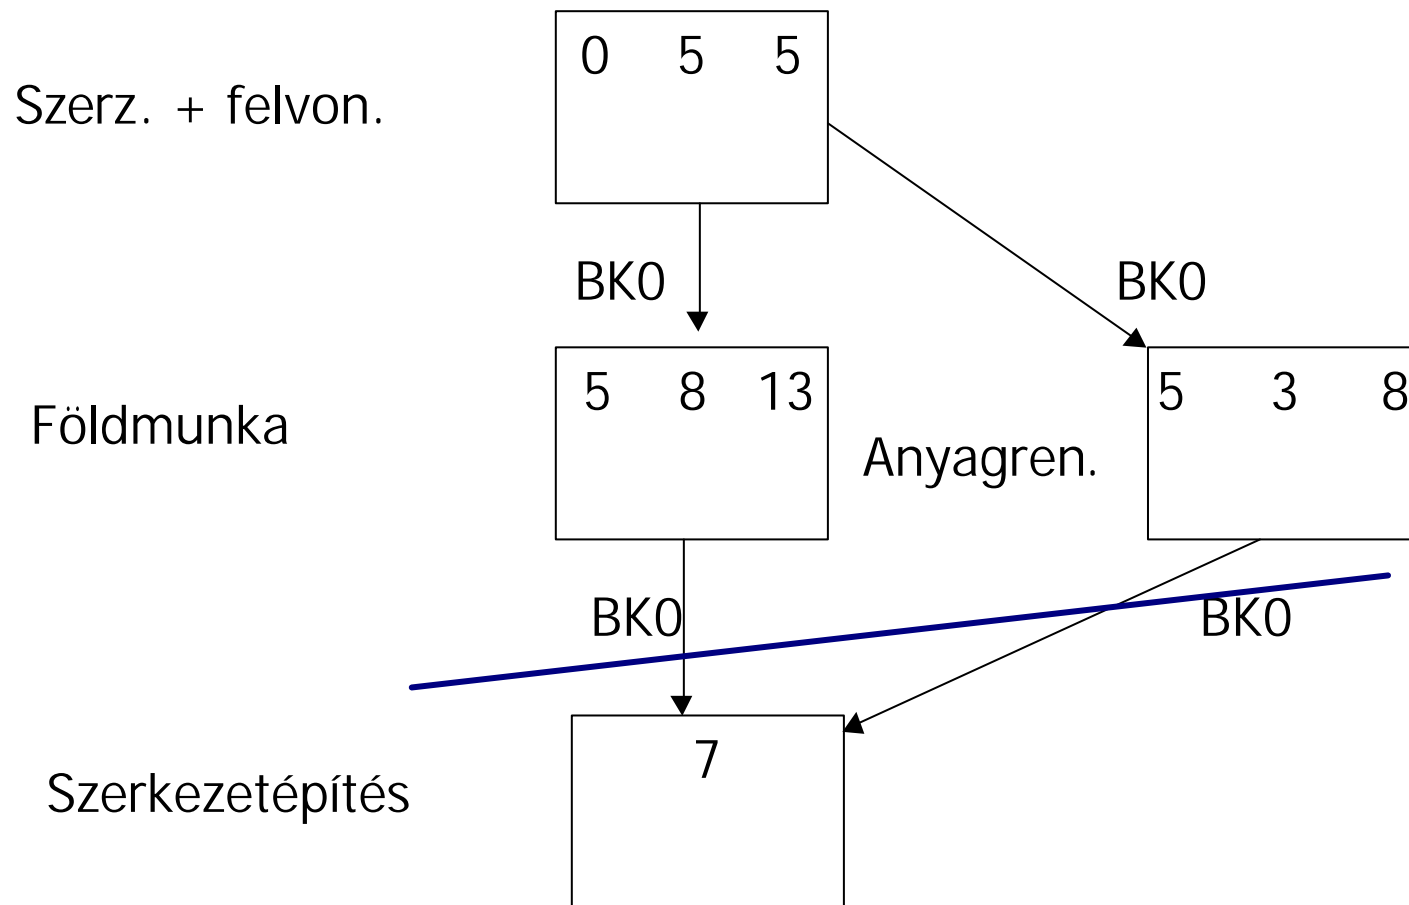 0 5 5
Szerz. + felvon.
BK0
BK0
5 8 13
5 3 8
Földmunka
Anyagren.
BK0
BK0
7
Szerkezetépítés